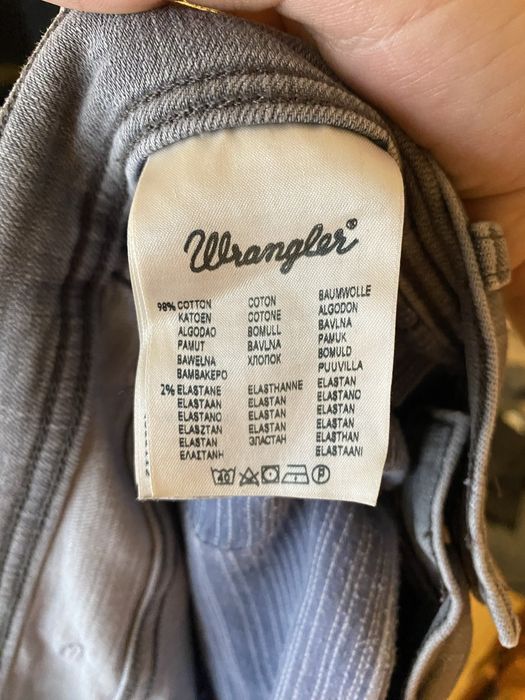 Wrangler®
98% COTTON COTON BAUMWOLLE
KATOEN COTONE ALGODON
ALGODAO BOMULL BAVLNA
PAMUT BAVLNA PAMUK
BAWEŁNA ХЛОПОК BOMULD
ΒΑΜΒΑΚΕΡΟ PUUVILLA
2% ELASTANE ELASTHANNE ELASTAN
ELASTAAN ELASTAN ELASTANO
ELASTANO ELASTAN ELASTAN
ELASZTAN ELASTAN ELASTAN
ELASTAN ЭЛАСТАН ELASTHAN
ΕΛΑΣΤΑΝΗ ELASTAANI
40 P